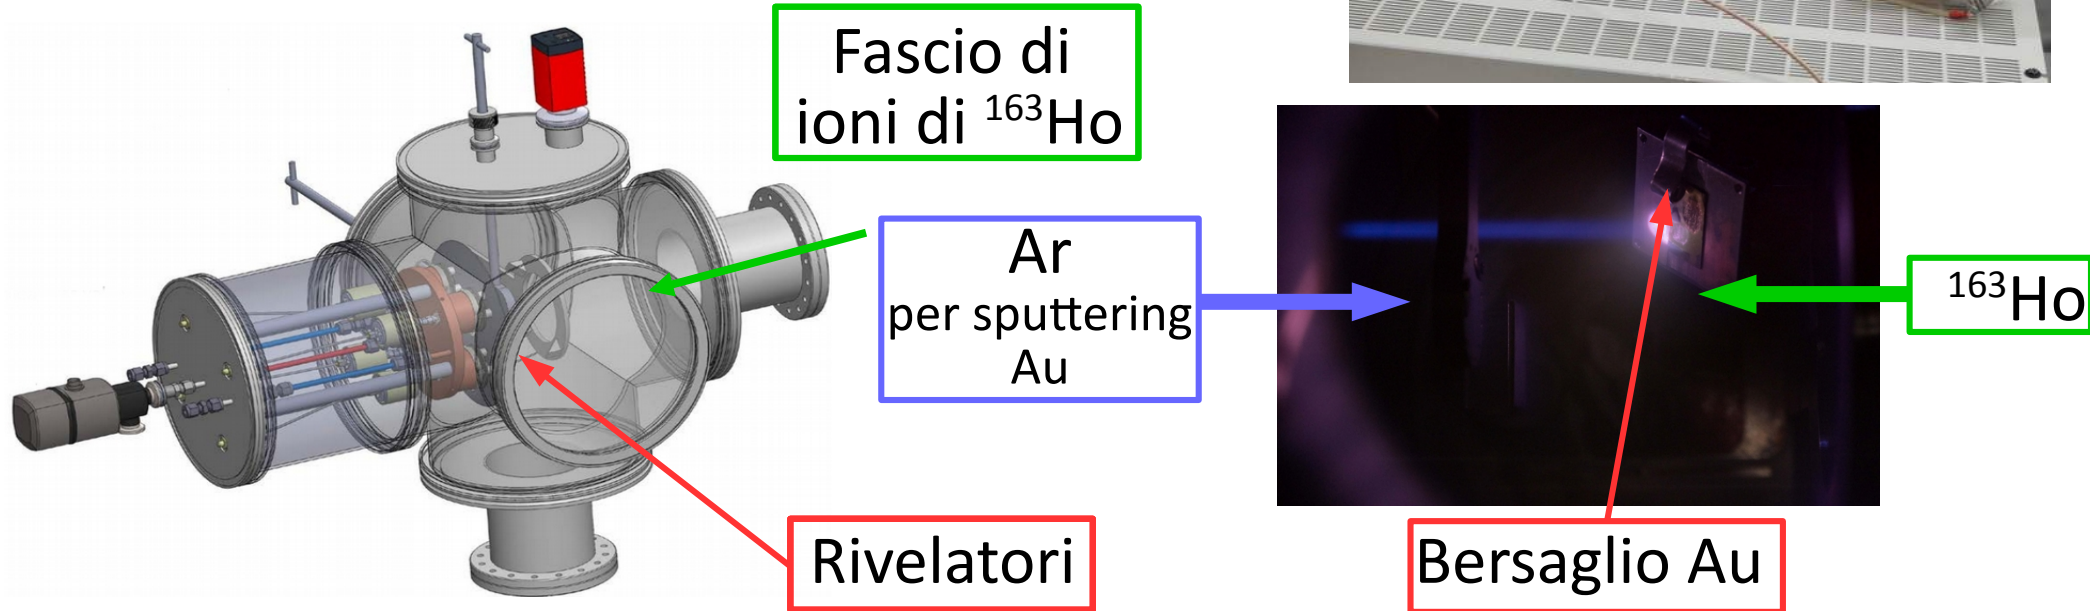 Fascio di
ioni di ¹⁶³Ho
Ar
per sputtering
Au
¹⁶³Ho
Rivelatori
Bersaglio Au